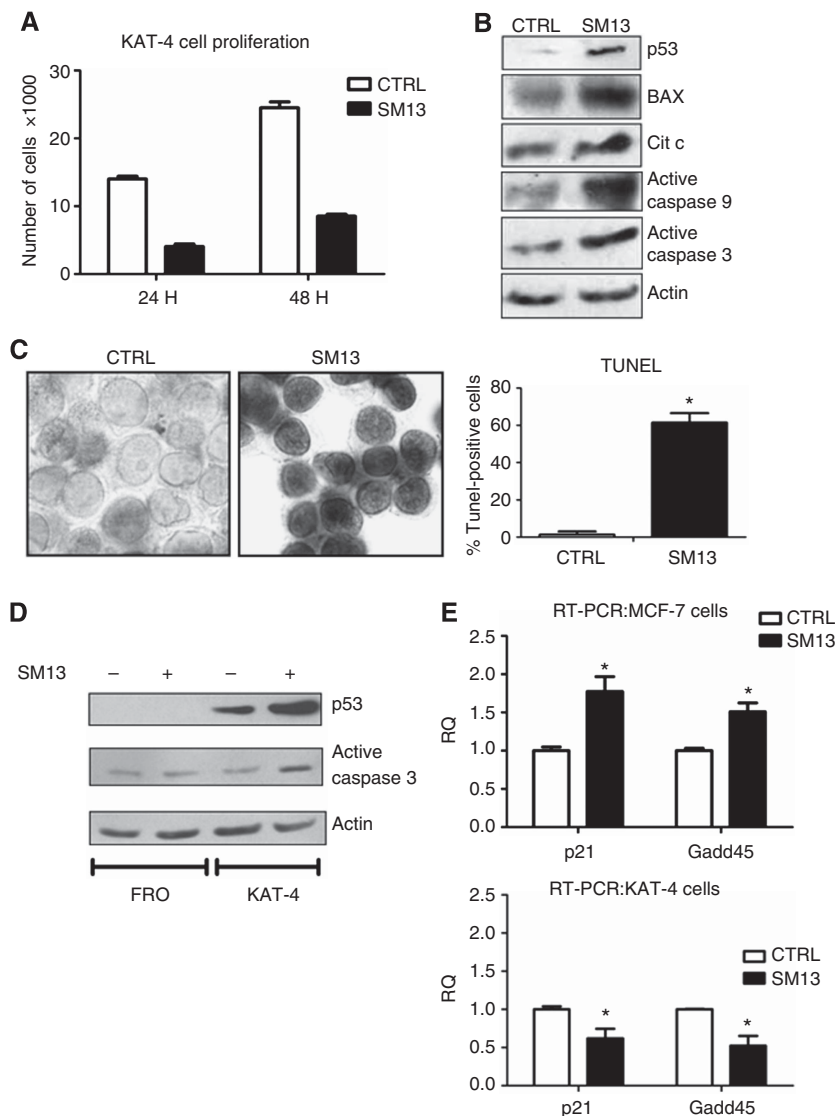 A
KAT-4 cell proliferation
Number of cells ×1000
30
20
10
0
CTRL
SM13
24 H
48 H
B
CTRL SM13
p53
BAX
Cit c
Active
caspase 9
Active
caspase 3
Actin
C
CTRL
SM13
TUNEL
% Tunel-positive cells
80
60
40
20
0
*
CTRL
SM13
D
SM13 – + – +
p53
Active
caspase 3
Actin
FRO
KAT-4
E
RT-PCR:MCF-7 cells
CTRL
SM13
RQ
2.5
2.0
1.5
1.0
0.5
0.0
*
*
p21
Gadd45
RT-PCR:KAT-4 cells
CTRL
SM13
RQ
2.5
2.0
1.5
1.0
0.5
0.0
*
*
p21
Gadd45